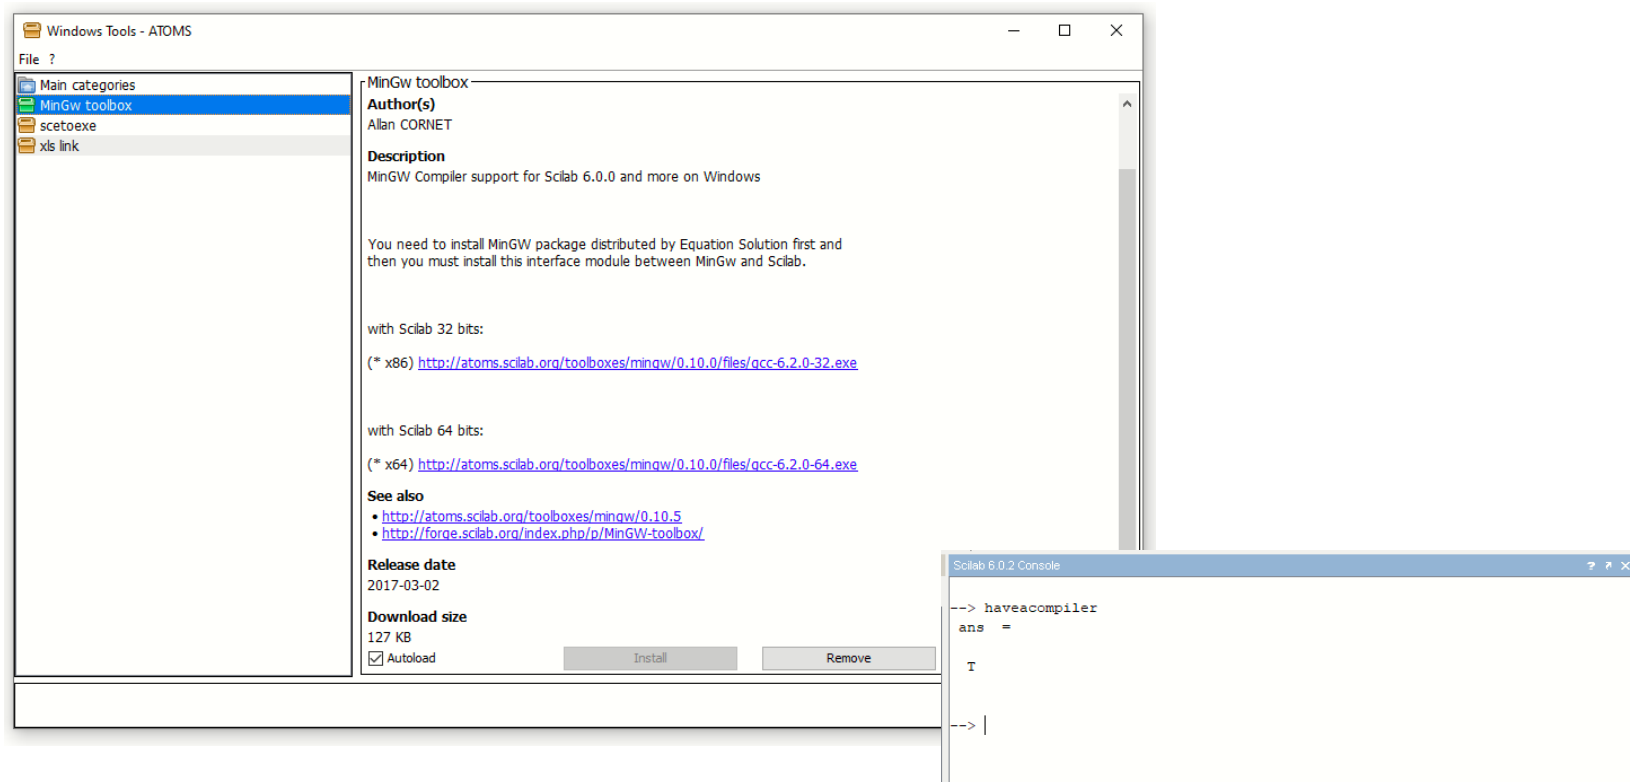 Windows Tools - ATOMS
File ?
Main categories
MinGw toolbox
scetoexe
xls link
MinGw toolbox
Author(s)
Allan CORNET
Description
MinGW Compiler support for Scilab 6.0.0 and more on Windows
You need to install MinGW package distributed by Equation Solution first and
then you must install this interface module between MinGw and Scilab.
with Scilab 32 bits:
(* x86) http://atoms.scilab.org/toolboxes/mingw/0.10.0/files/gcc-6.2.0-32.exe
with Scilab 64 bits:
(* x64) http://atoms.scilab.org/toolboxes/mingw/0.10.0/files/gcc-6.2.0-64.exe
See also
• http://atoms.scilab.org/toolboxes/mingw/0.10.5
• http://forge.scilab.org/index.php/p/MinGW-toolbox/
Release date
2017-03-02
Download size
127 KB
Autoload Install Remove
Scilab 6.0.2 Console
--> haveacompiler
ans =
T
-->